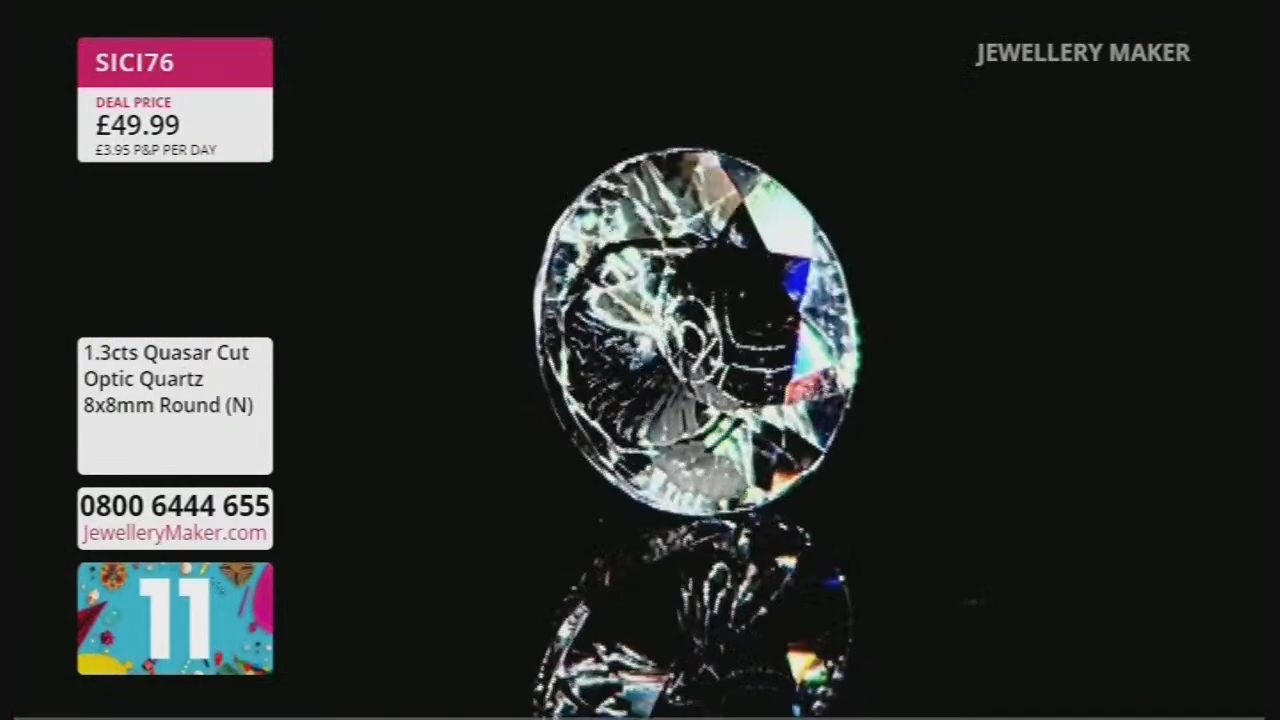 SICI76
DEAL PRICE
£49.99
£3.95 P&P PER DAY
JEWELLERY MAKER
1.3cts Quasar Cut
Optic Quartz
8x8mm Round (N)
0800 6444 655
JewelleryMaker.com
11